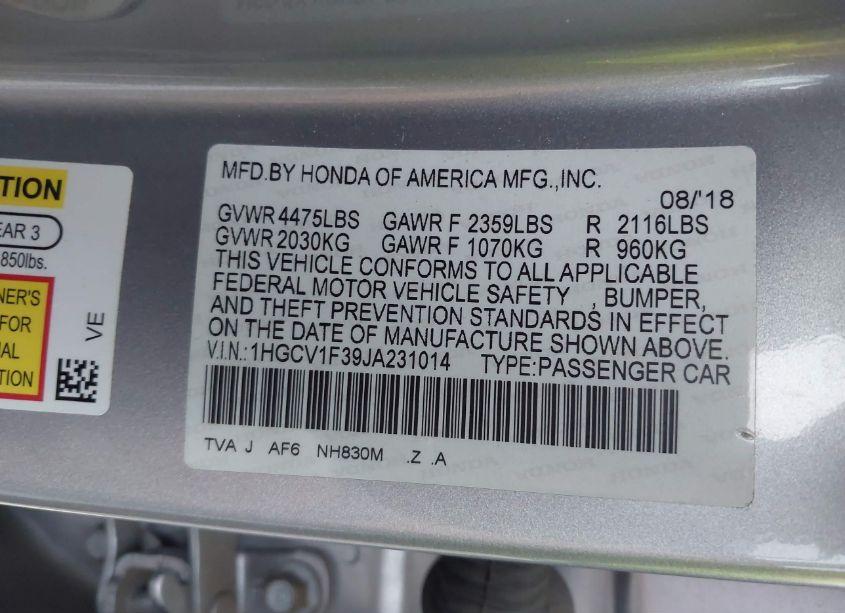 TION
EAR 3
850lbs.
NER'S
FOR
AL
TION
VE
MFD.BY HONDA OF AMERICA MFG.,INC.
08/'18
GVWR 4475LBS GAWR F 2359LBS R 2116LBS
GVWR 2030KG GAWR F 1070KG R 960KG
THIS VEHICLE CONFORMS TO ALL APPLICABLE
FEDERAL MOTOR VEHICLE SAFETY , BUMPER,
AND THEFT PREVENTION STANDARDS IN EFFECT
ON THE DATE OF MANUFACTURE SHOWN ABOVE.
V.I.N.:1HGCV1F39JA231014 TYPE:PASSENGER CAR
TVA J AF6 NH830M .Z .A